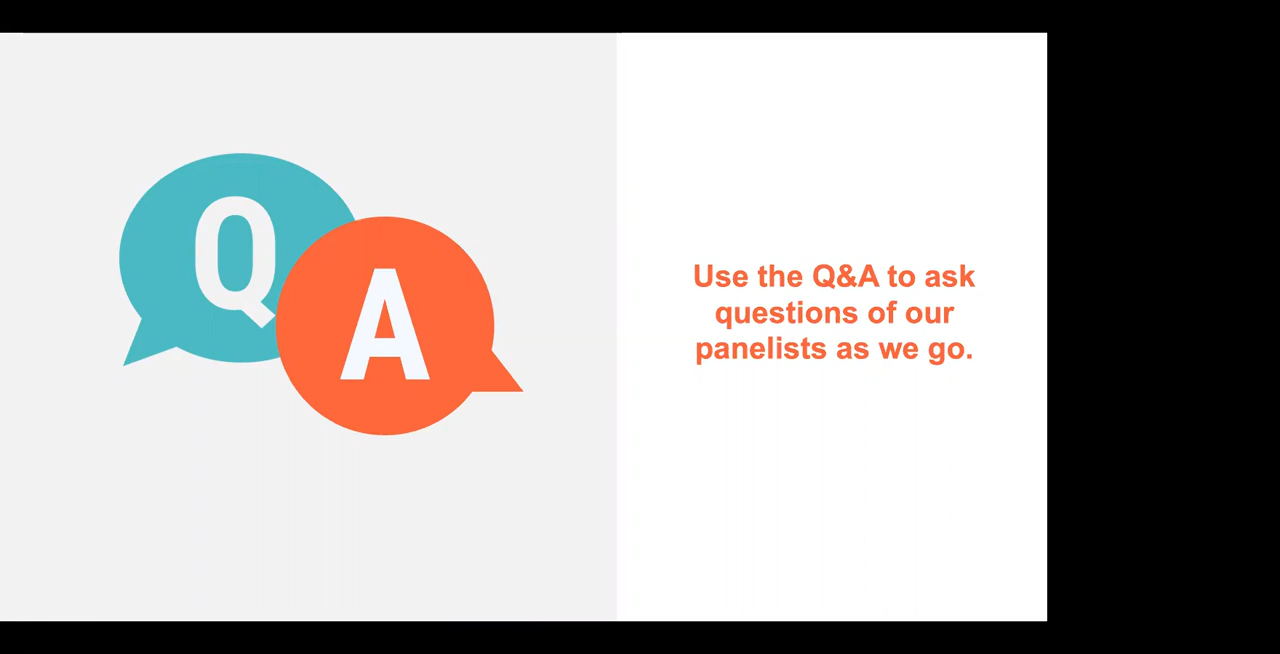 Q
A
Use the Q&A to ask
questions of our
panelists as we go.